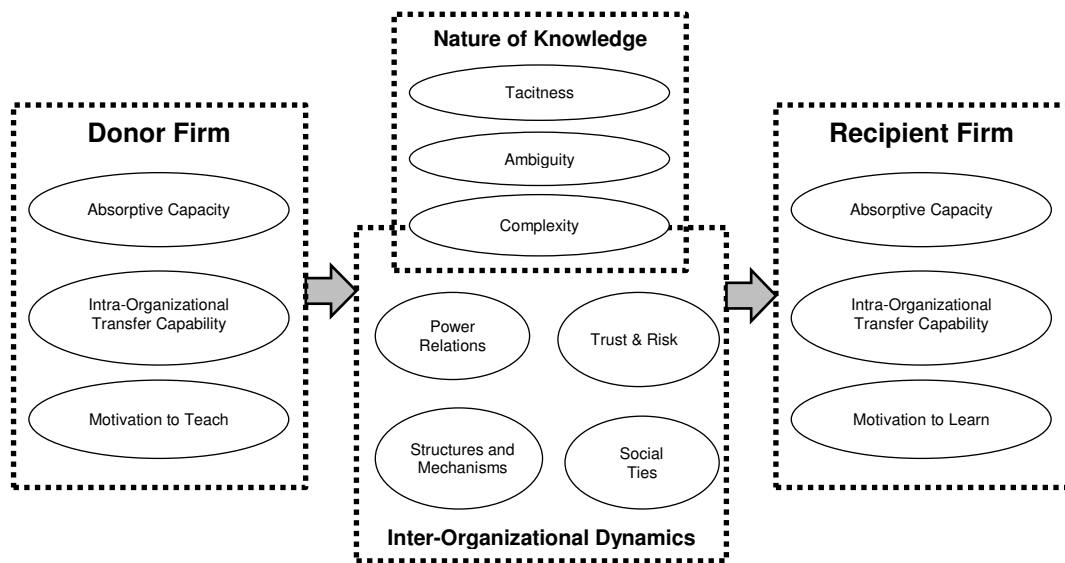 Nature of Knowledge
Tacitness
Ambiguity
Complexity
Donor Firm
Absorptive Capacity
Intra-Organizational
Transfer Capability
Motivation to Teach
Power
Relations
Trust & Risk
Structures and
Mechanisms
Social
Ties
Inter-Organizational Dynamics
Recipient Firm
Absorptive Capacity
Intra-Organizational
Transfer Capability
Motivation to Learn